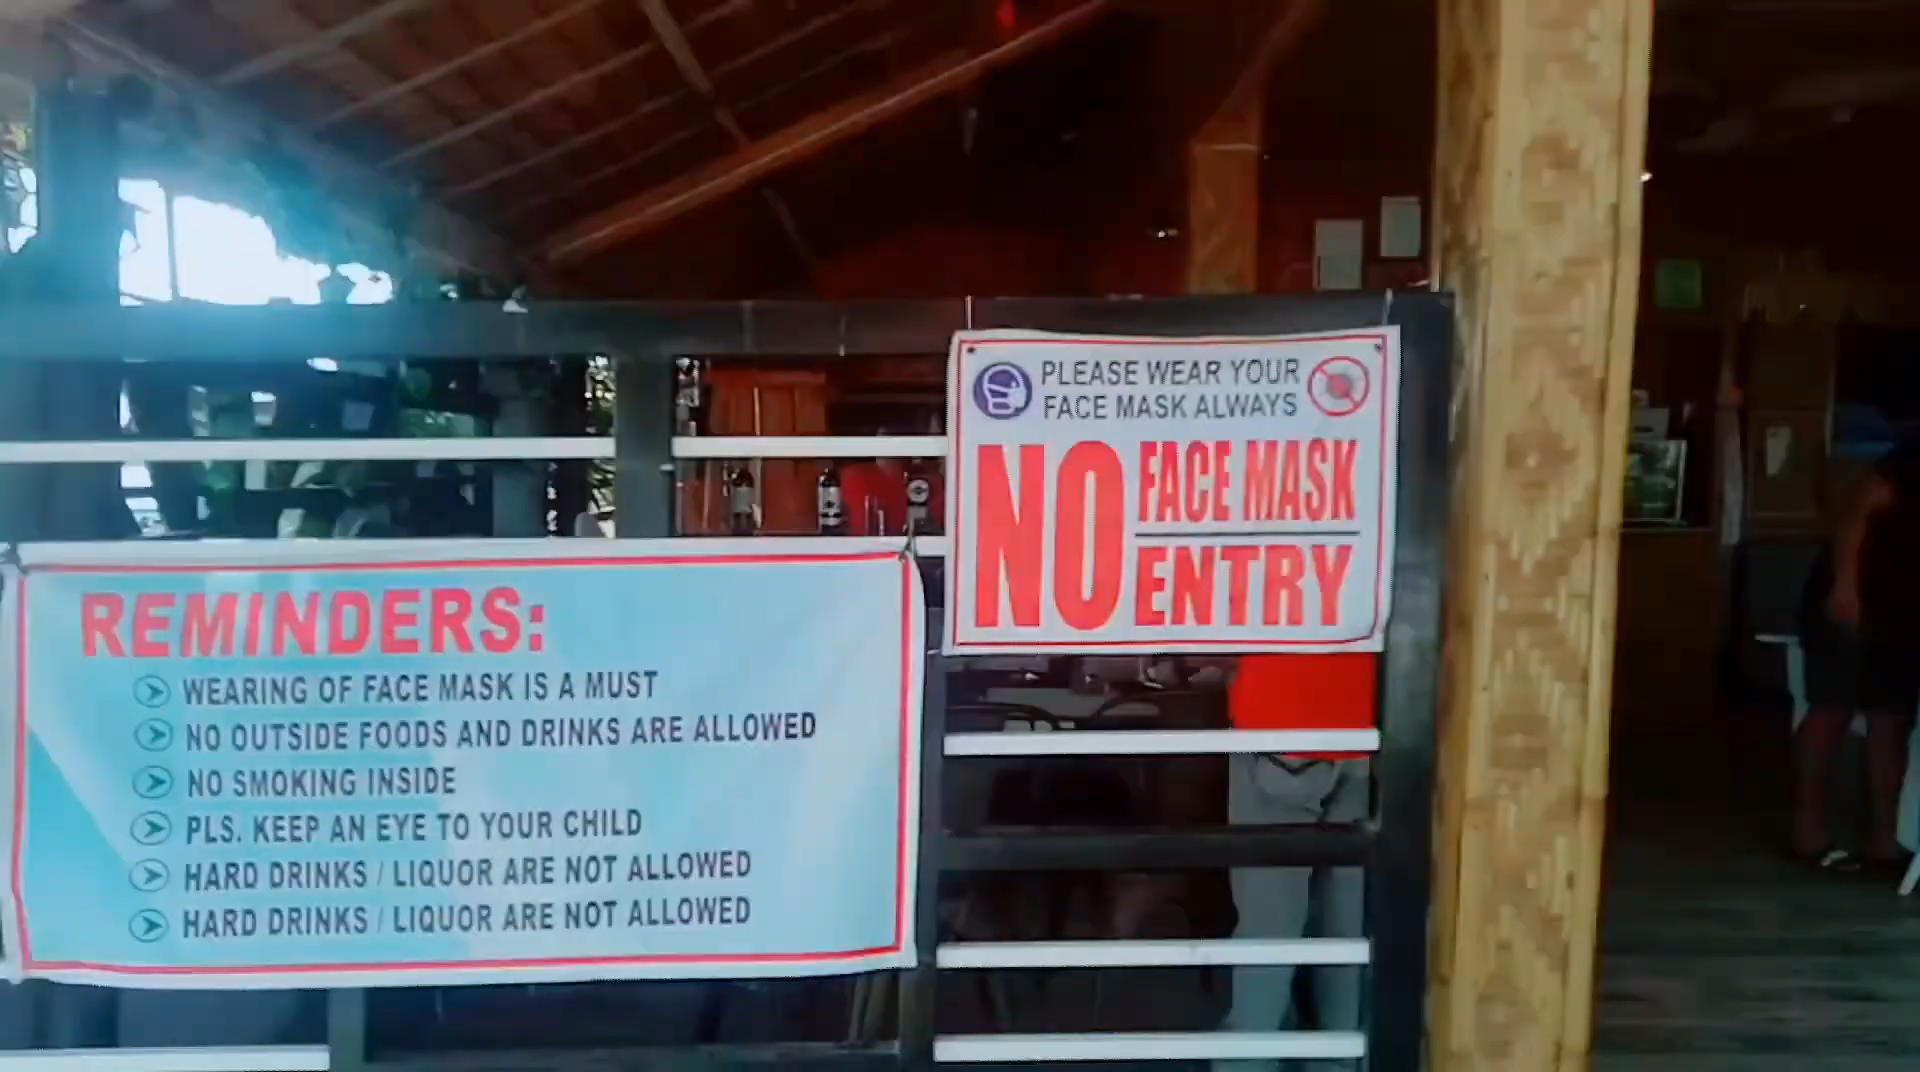 PLEASE WEAR YOUR
FACE MASK ALWAYS
NO FACE MASK
ENTRY
REMINDERS:
WEARING OF FACE MASK IS A MUST
NO OUTSIDE FOODS AND DRINKS ARE ALLOWED
NO SMOKING INSIDE
PLS. KEEP AN EYE TO YOUR CHILD
HARD DRINKS / LIQUOR ARE NOT ALLOWED
HARD DRINKS / LIQUOR ARE NOT ALLOWED